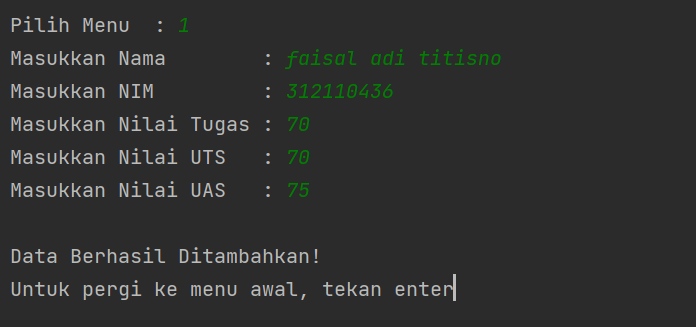 Pilih Menu  : 1
Masukkan Nama        : faisal adi titisno
Masukkan NIM         : 312110436
Masukkan Nilai Tugas : 70
Masukkan Nilai UTS   : 70
Masukkan Nilai UAS   : 75
Data Berhasil Ditambahkan!
Untuk pergi ke menu awal, tekan enter